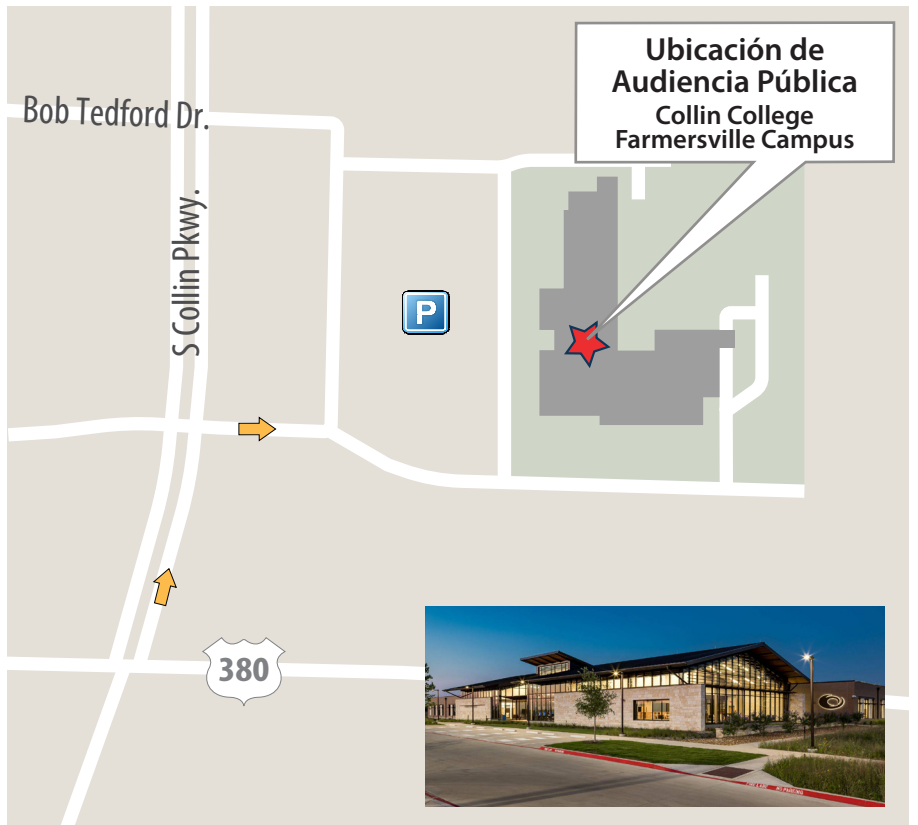 Ubicación de
Audiencia Pública
Collin College
Farmersville Campus
Bob Tedford Dr.
S Collin Pkwy.
P
380